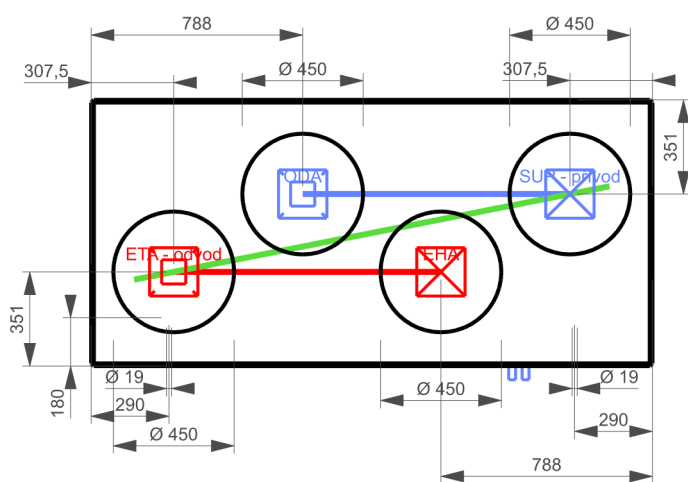 788
Ø 450
307,5
Ø 450
307,5
351
ODA
SUP - prívod
ETA - odvod
EHA
351
180
Ø 19
290
Ø 450
Ø 450
Ø 19
290
788